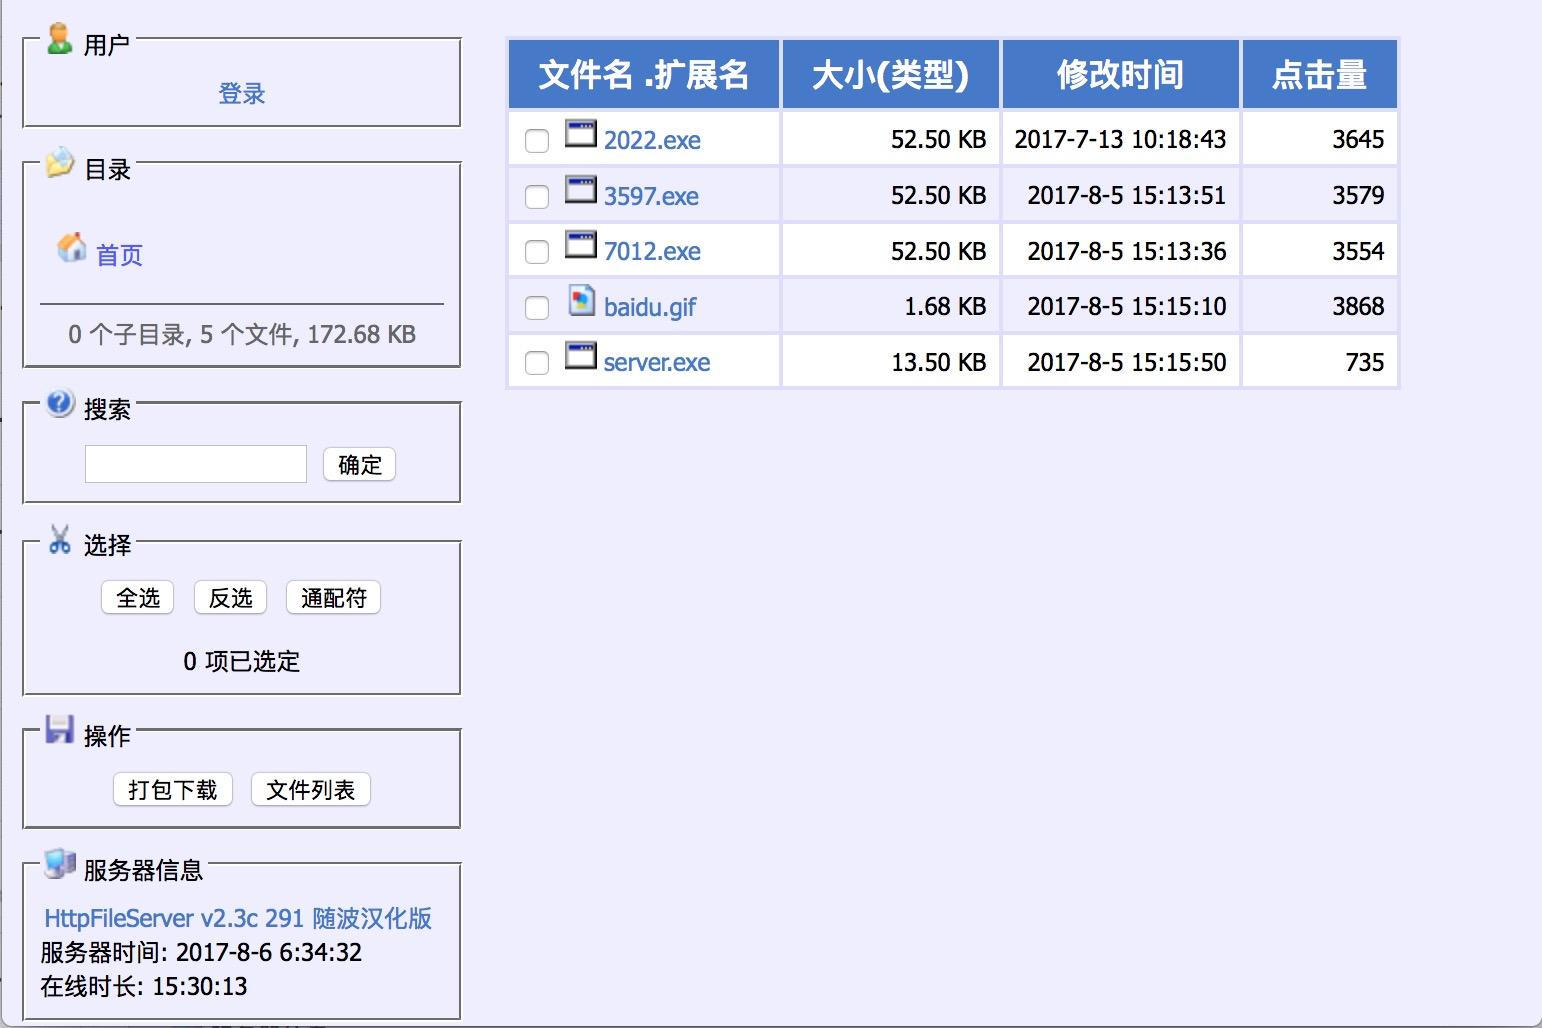 用户
登录
目录
首页
0 个子目录, 5 个文件, 172.68 KB
搜索
确定
选择
全选 反选 通配符
0 项已选定
操作
打包下载 文件列表
服务器信息
HttpFileServer v2.3c 291 随波汉化版
服务器时间: 2017-8-6 6:34:32
在线时长: 15:30:13
文件名 .扩展名 大小(类型) 修改时间 点击量
2022.exe 52.50 KB 2017-7-13 10:18:43 3645
3597.exe 52.50 KB 2017-8-5 15:13:51 3579
7012.exe 52.50 KB 2017-8-5 15:13:36 3554
baidu.gif 1.68 KB 2017-8-5 15:15:10 3868
server.exe 13.50 KB 2017-8-5 15:15:50 735